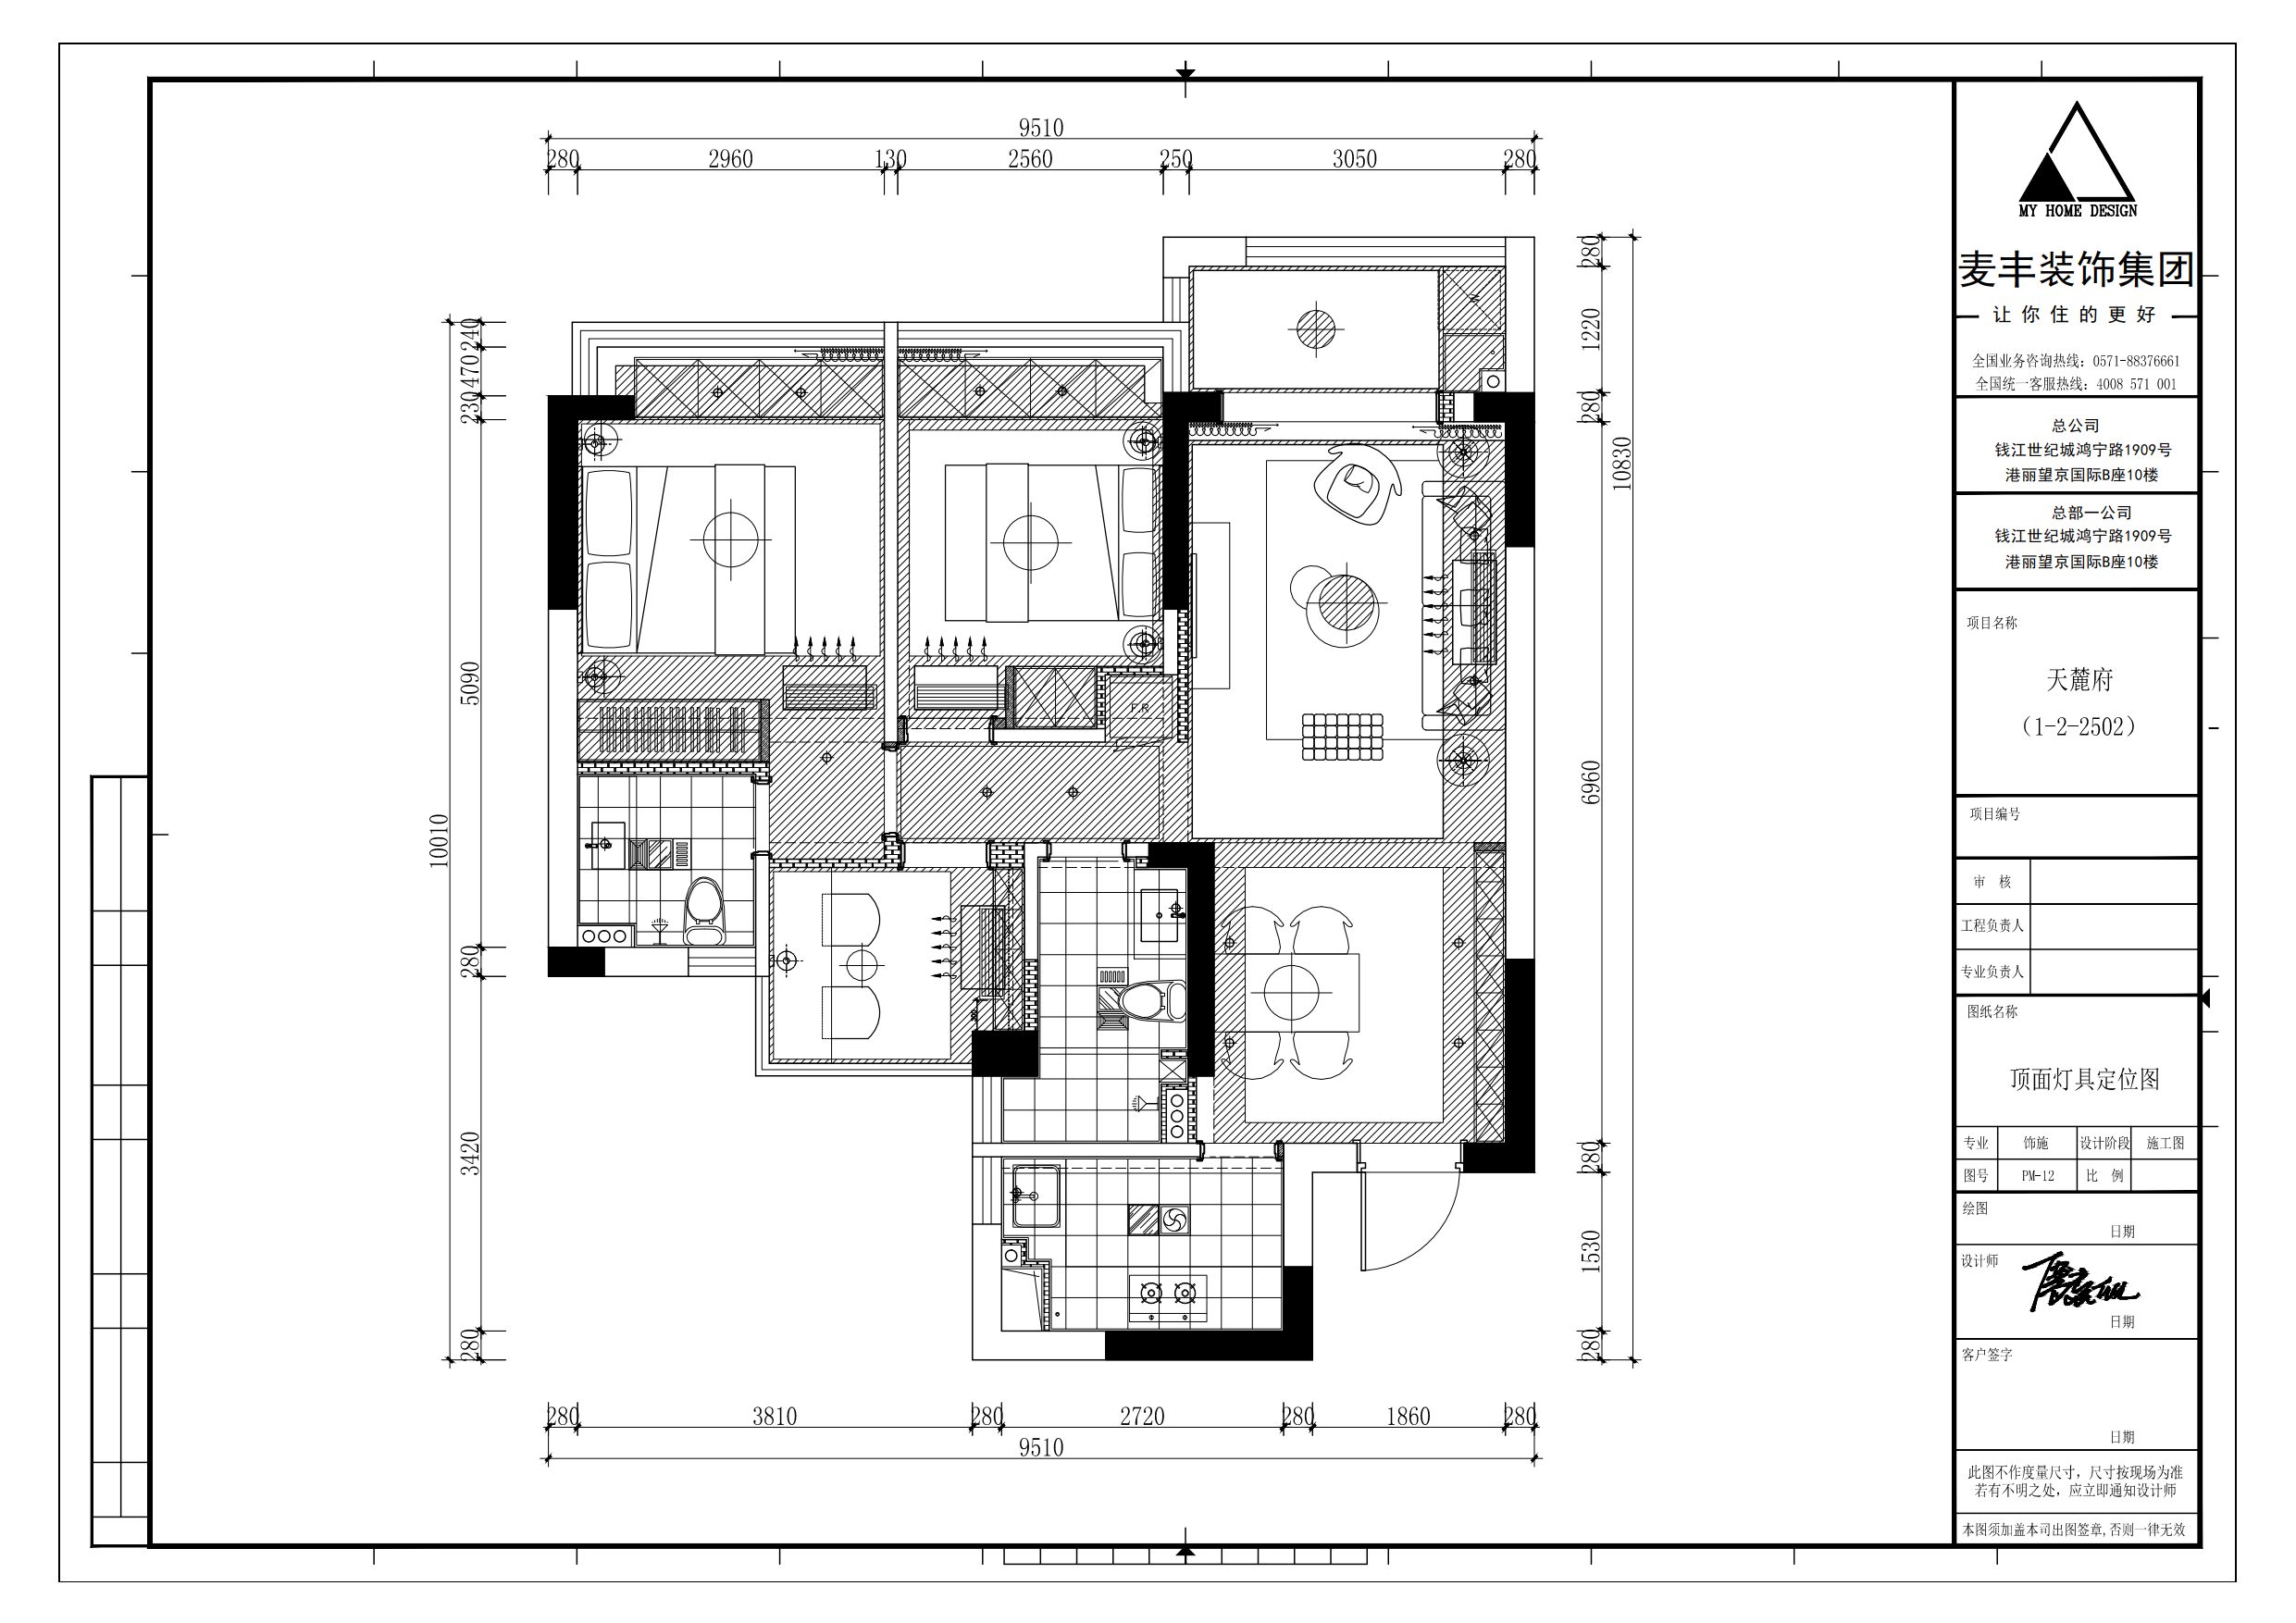 9510
280 2960 130 2560 250 3050 280
240
470
230
5090
280
3420
280
10010
280
1220
280
6960
280
1530
280
10830
W
F.R
280 3810 280 2720 280 1860 280
9510
MY HOME DESIGN
麦丰装饰集团
让你住的更好
全国业务咨询热线：0571-88376661
全国统一客服热线：4008 571 001
总公司
钱江世纪城鸿宁路1909号
港丽望京国际B座10楼
总部一公司
钱江世纪城鸿宁路1909号
港丽望京国际B座10楼
项目名称
天麓府
（1-2-2502）
项目编号
审 核
工程负责人
专业负责人
图纸名称
顶面灯具定位图
专业 饰施 设计阶段 施工图
图号 PM-12 比 例
绘图
日期
设计师
日期
客户签字
日期
此图不作度量尺寸，尺寸按现场为准
若有不明之处，应立即通知设计师
本图须加盖本司出图签章,否则一律无效